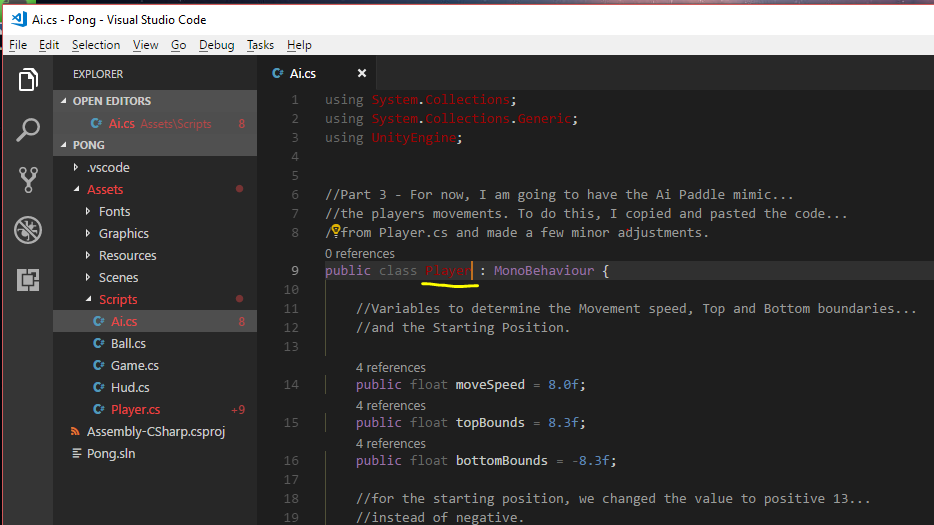 Ai.cs - Pong - Visual Studio Code
File Edit Selection View Go Debug Tasks Help
EXPLORER
OPEN EDITORS
Ai.cs Assets\Scripts 8
PONG
.vscode
Assets
Fonts
Graphics
Resources
Scenes
Scripts
Ai.cs 8
Ball.cs
Game.cs
Hud.cs
Player.cs +9
Assembly-CSharp.csproj
Pong.sln
Ai.cs
1 using System.Collections;
2 using System.Collections.Generic;
3 using UnityEngine;
4
5
6 //Part 3 - For now, I am going to have the Ai Paddle mimic...
7 //the players movements. To do this, I copied and pasted the code...
8 //from Player.cs and made a few minor adjustments.
0 references
9 public class Player : MonoBehaviour {
10
11 //Variables to determine the Movement speed, Top and Bottom boundaries...
12 //and the Starting Position.
13
4 references
14 public float moveSpeed = 8.0f;
4 references
15 public float topBounds = 8.3f;
4 references
16 public float bottomBounds = -8.3f;
17
18 //for the starting position, we changed the value to positive 13...
19 //instead of negative.